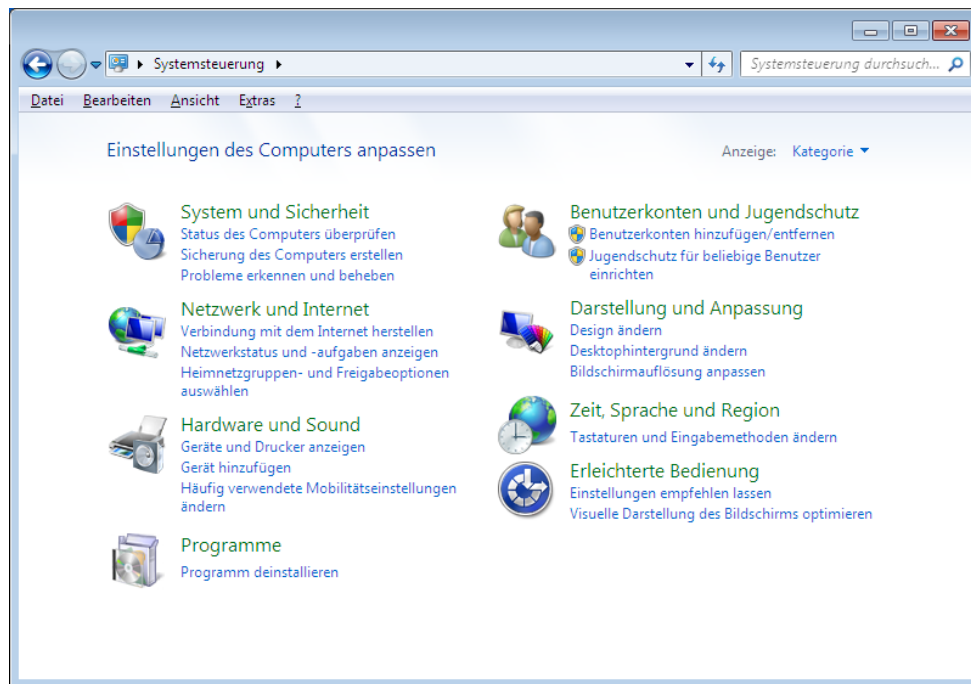 Systemsteuerung
Systemsteuerung durchsuch...
Datei Bearbeiten Ansicht Extras ?
Einstellungen des Computers anpassen
Anzeige: Kategorie
System und Sicherheit
Status des Computers überprüfen
Sicherung des Computers erstellen
Probleme erkennen und beheben
Netzwerk und Internet
Verbindung mit dem Internet herstellen
Netzwerkstatus und -aufgaben anzeigen
Heimnetzgruppen- und Freigabeoptionen
auswählen
Hardware und Sound
Geräte und Drucker anzeigen
Gerät hinzufügen
Häufig verwendete Mobilitätseinstellungen
ändern
Programme
Programm deinstallieren
Benutzerkonten und Jugendschutz
Benutzerkonten hinzufügen/entfernen
Jugendschutz für beliebige Benutzer
einrichten
Darstellung und Anpassung
Design ändern
Desktophintergrund ändern
Bildschirmauflösung anpassen
Zeit, Sprache und Region
Tastaturen und Eingabemethoden ändern
Erleichterte Bedienung
Einstellungen empfehlen lassen
Visuelle Darstellung des Bildschirms optimieren